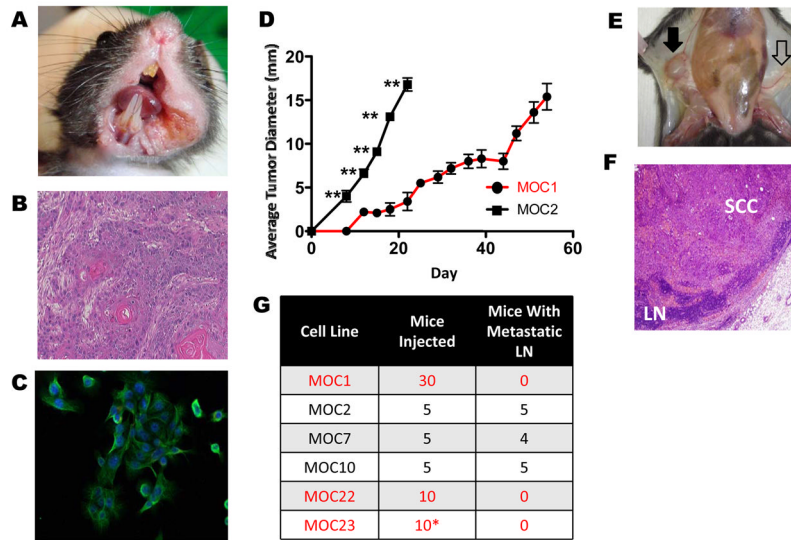 A
B
C
D
Average Tumor Diameter (mm)
20
15
10
5
0
**
**
**
**
**
MOC1
MOC2
0
20
40
60
Day
E
F
SCC
LN
G
Cell Line
Mice
Injected
Mice With
Metastatic
LN
MOC1 30 0
MOC2 5 5
MOC7 5 4
MOC10 5 5
MOC22 10 0
MOC23 10* 0